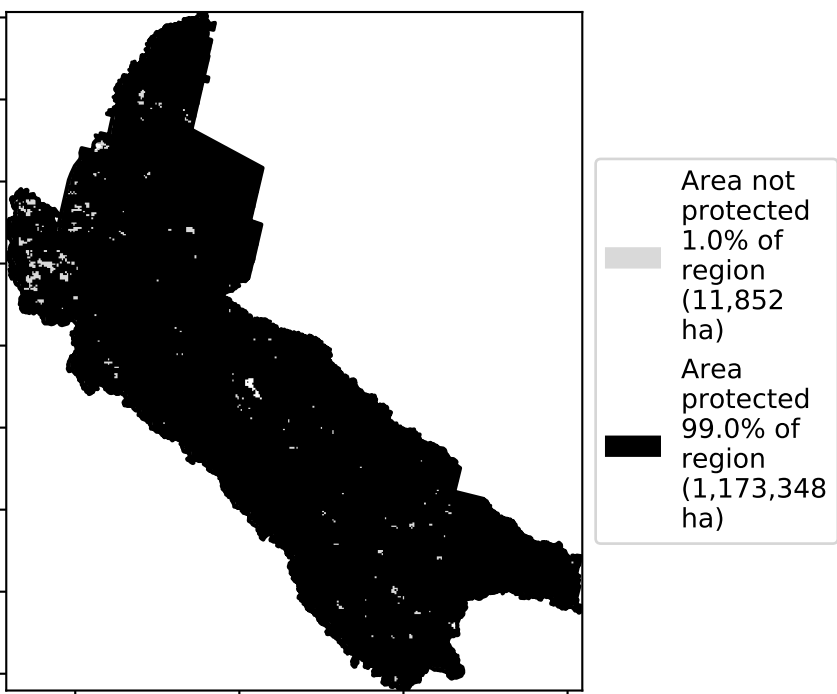 Area not
protected
1.0% of
region
(11,852
ha)
Area
protected
99.0% of
region
(1,173,348
ha)